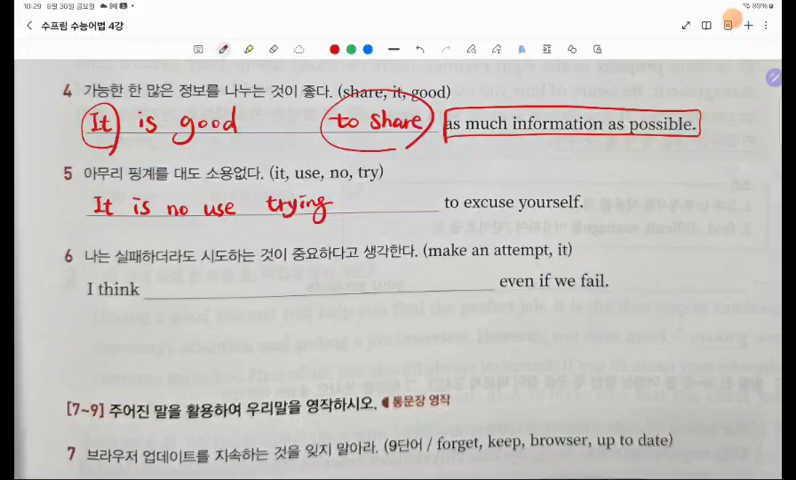 10:29 8월 30일 금요일
89%
수프림 수능어법 4강
4 가능한 한 많은 정보를 나누는 것이 좋다. (share, it, good)
It is good to share as much information as possible.
5 아무리 핑계를 대도 소용없다. (it, use, no, try)
It is no use trying to excuse yourself.
6 나는 실패하더라도 시도하는 것이 중요하다고 생각한다. (make an attempt, it)
I think even if we fail.
[7~9] 주어진 말을 활용하여 우리말을 영작하시오. 통문장 영작
7 브라우저 업데이트를 지속하는 것을 잊지 말아라. (9단어 / forget, keep, browser, up to date)